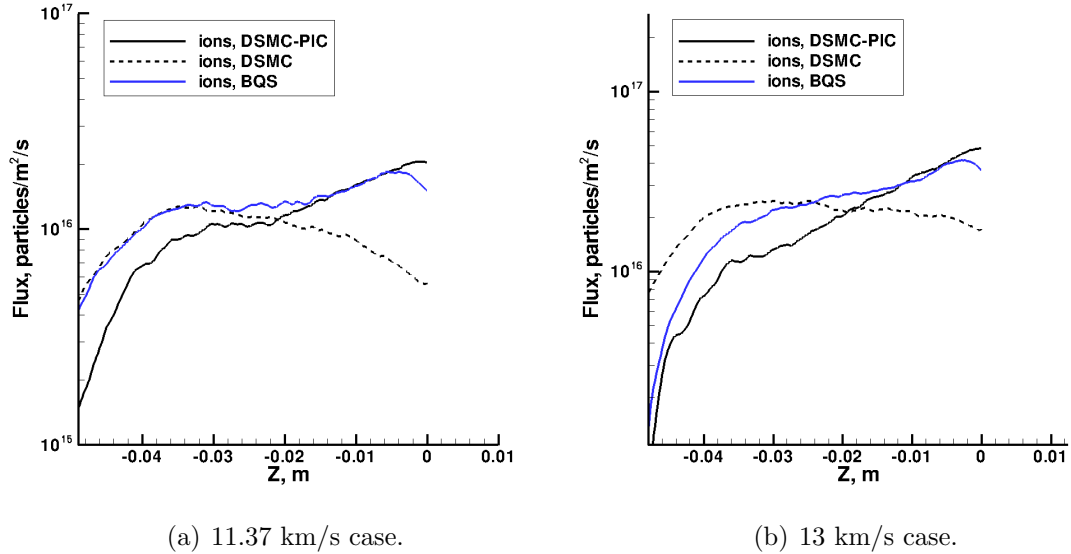 10^17
ions, DSMC-PIC
ions, DSMC
ions, BQS
Flux, particles/m^2/s
10^16
10^15
-0.04 -0.03 -0.02 -0.01 0 0.01
Z, m
(a) 11.37 km/s case.
ions, DSMC-PIC
ions, DSMC
ions, BQS
10^17
Flux, particles/m^2/s
10^16
-0.04 -0.03 -0.02 -0.01 0 0.01
Z, m
(b) 13 km/s case.